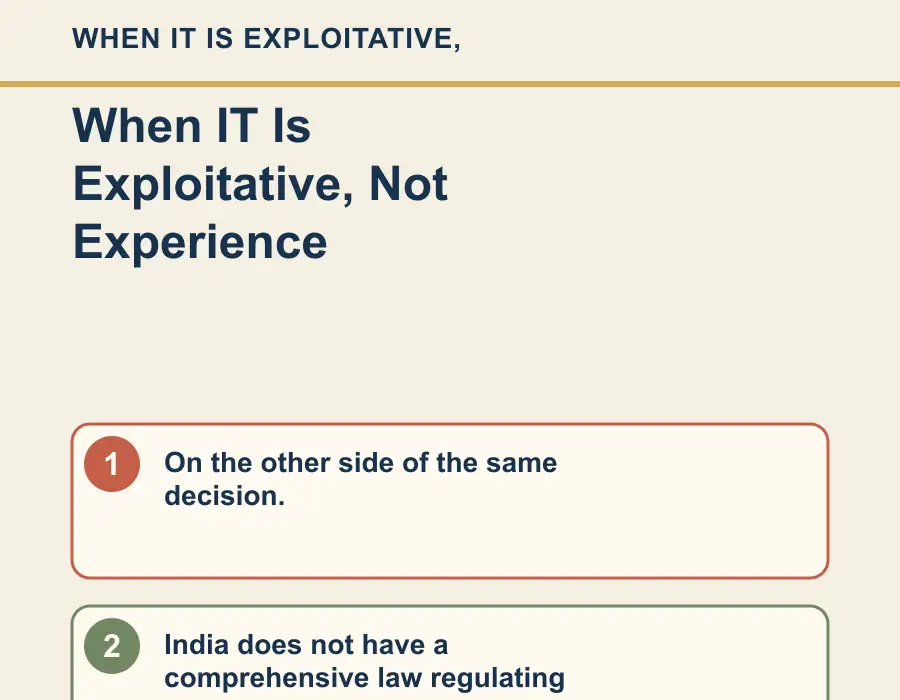 WHEN IT IS EXPLOITATIVE,
When IT Is
Exploitative, Not
Experience
1
On the other side of the same
decision.
2
India does not have a
comprehensive law regulating